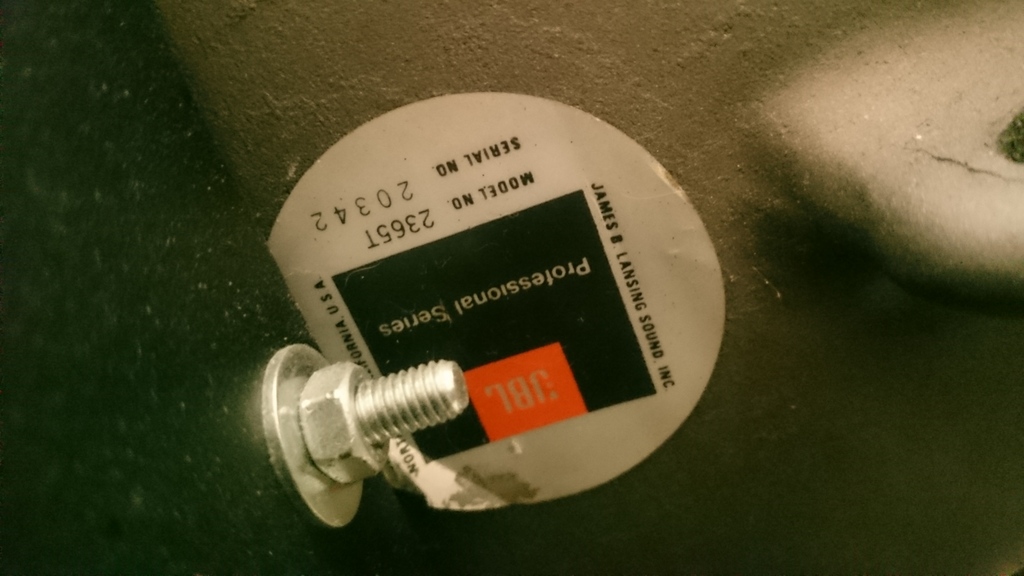 JBL
Professional Series
MODEL NO. 2365T
SERIAL NO. 20342
JAMES B. LANSING SOUND, INC.
U S A